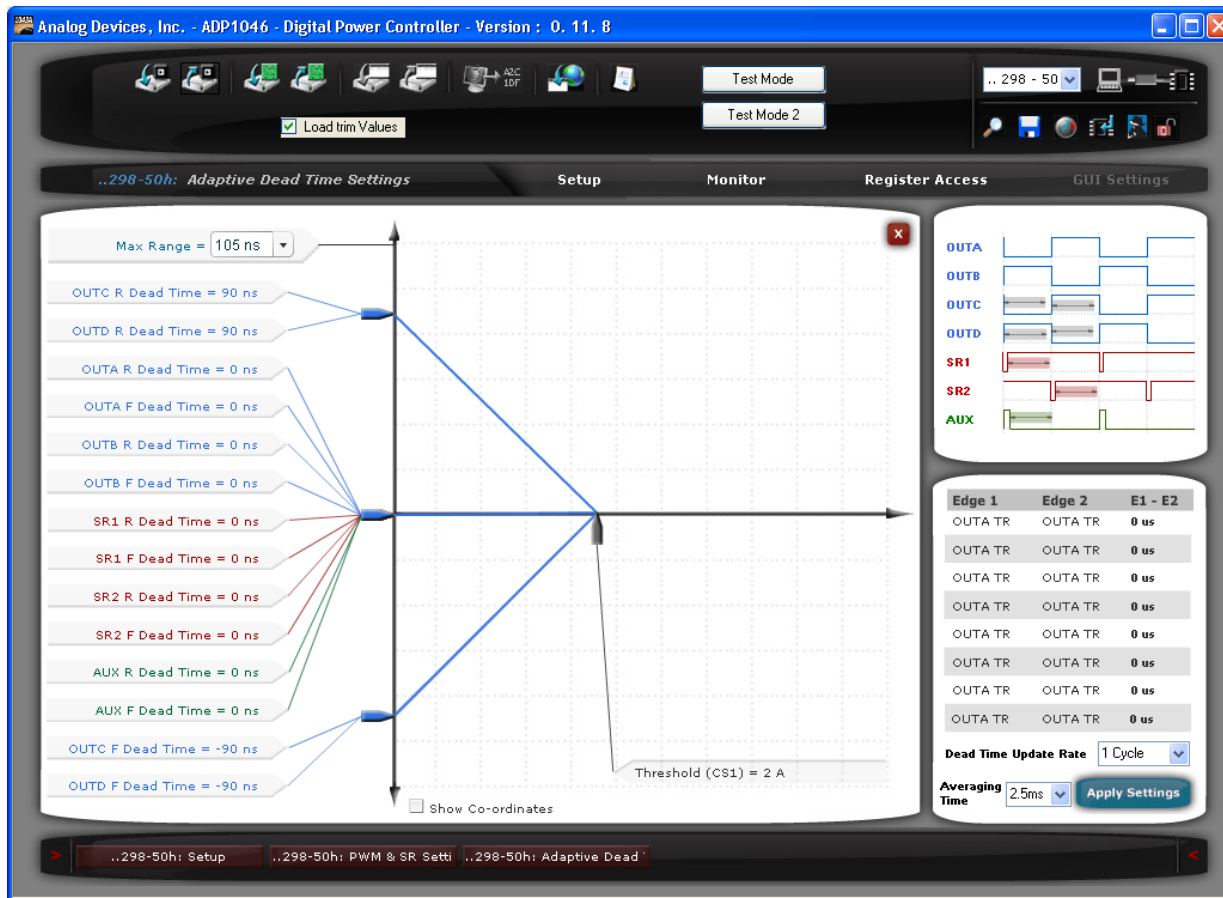 Analog Devices, Inc. - ADP1046 - Digital Power Controller - Version : 0. 11. 8
A2C
1DF
Test Mode
Test Mode 2
Load trim Values
.. 298 - 50
..298-50h: Adaptive Dead Time Settings
Setup
Monitor
Register Access
GUI Settings
Max Range = 105 ns
x
OUTC R Dead Time = 90 ns
OUTD R Dead Time = 90 ns
OUTA R Dead Time = 0 ns
OUTA F Dead Time = 0 ns
OUTB R Dead Time = 0 ns
OUTB F Dead Time = 0 ns
SR1 R Dead Time = 0 ns
SR1 F Dead Time = 0 ns
SR2 R Dead Time = 0 ns
SR2 F Dead Time = 0 ns
AUX R Dead Time = 0 ns
AUX F Dead Time = 0 ns
OUTC F Dead Time = -90 ns
OUTD F Dead Time = -90 ns
Threshold (CS1) = 2 A
Show Co-ordinates
OUTA
OUTB
OUTC
OUTD
SR1
SR2
AUX
Edge 1 Edge 2 E1 - E2
OUTA TR OUTA TR 0 us
OUTA TR OUTA TR 0 us
OUTA TR OUTA TR 0 us
OUTA TR OUTA TR 0 us
OUTA TR OUTA TR 0 us
OUTA TR OUTA TR 0 us
OUTA TR OUTA TR 0 us
OUTA TR OUTA TR 0 us
Dead Time Update Rate 1 Cycle
Averaging Time 2.5ms
Apply Settings
> ..298-50h: Setup ..298-50h: PWM & SR Setti ..298-50h: Adaptive Dead <